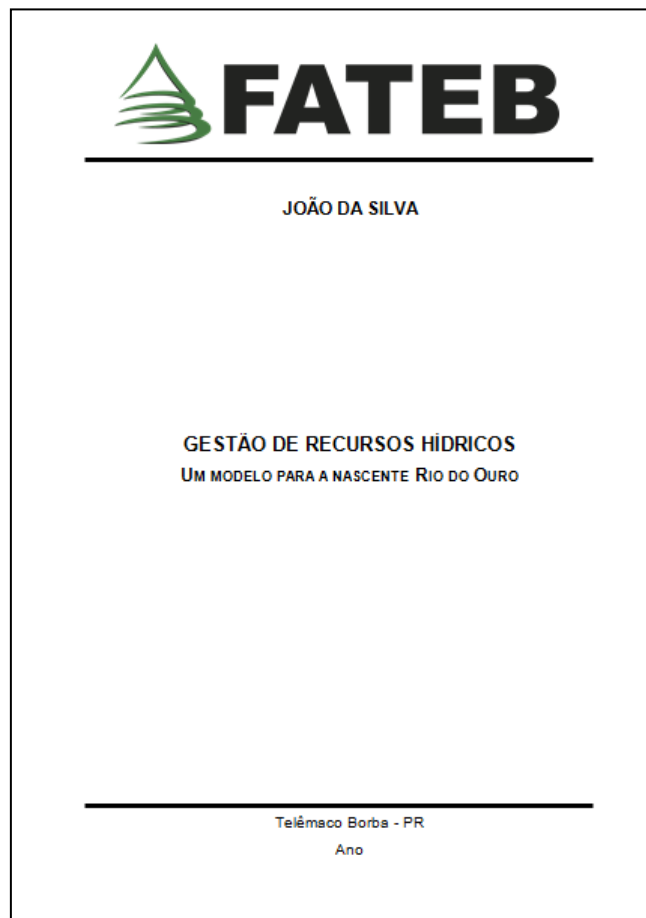 FATEB
JOÃO DA SILVA
GESTÃO DE RECURSOS HÍDRICOS
UM MODELO PARA A NASCENTE RIO DO OURO
Telêmaco Borba - PR
Ano